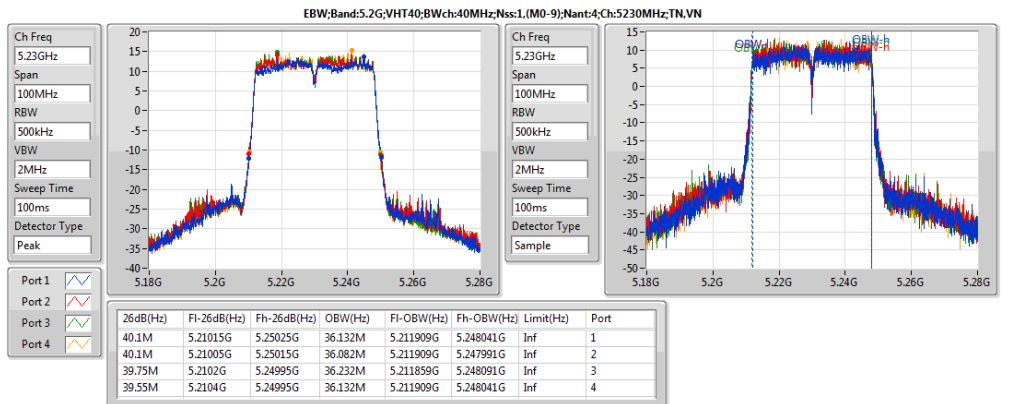 EBW;Band:5.2G;VHT40;BWch:40MHz;Nss:1,(M0-9);Nant:4;Ch:5230MHz;TN,VN
Ch Freq
5.23GHz
Span
100MHz
RBW
500kHz
VBW
2MHz
Sweep Time
100ms
Detector Type
Peak
20
15
10
5
0
-5
-10
-15
-20
-25
-30
-35
-40
5.18G 5.2G 5.22G 5.24G 5.26G 5.28G
Ch Freq
5.23GHz
Span
100MHz
RBW
500kHz
VBW
2MHz
Sweep Time
100ms
Detector Type
Sample
15
10
5
0
-5
-10
-15
-20
-25
-30
-35
-40
-45
-50
5.18G 5.2G 5.22G 5.24G 5.26G 5.28G
OBW-h
Port 1
Port 2
Port 3
Port 4
26dB(Hz) Fl-26dB(Hz) Fh-26dB(Hz) OBW(Hz) Fl-OBW(Hz) Fh-OBW(Hz) Limit(Hz) Port
40.1M 5.21015G 5.25025G 36.132M 5.211909G 5.248041G Inf 1
40.1M 5.21005G 5.25015G 36.082M 5.211909G 5.247991G Inf 2
39.75M 5.2102G 5.24995G 36.232M 5.211859G 5.248091G Inf 3
39.55M 5.2104G 5.24995G 36.132M 5.211909G 5.248041G Inf 4